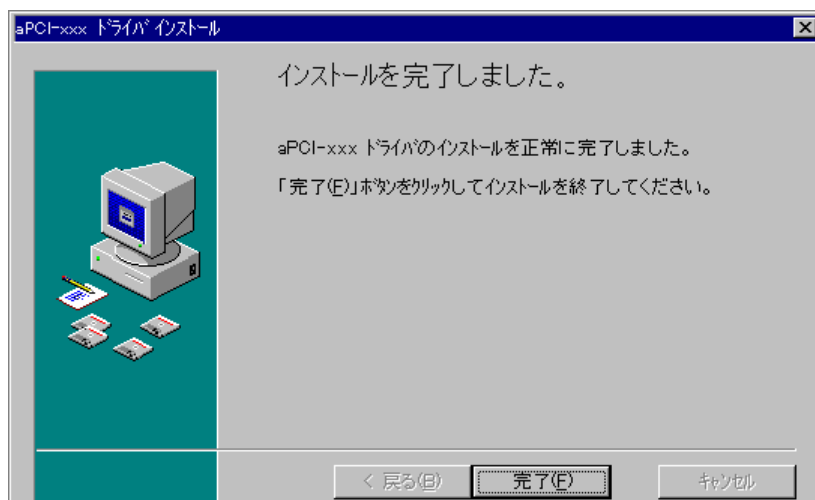 aPCI-xxx ﾄﾞﾗｲﾊﾞ ｲﾝｽﾄｰﾙ
インストールを完了しました。
aPCI-xxx ﾄﾞﾗｲﾊﾞのｲﾝｽﾄｰﾙを正常に完了しました。
「完了(F)」ﾎﾞﾀﾝをｸﾘｯｸしてｲﾝｽﾄｰﾙを終了してください。
< 戻る(B)
完了(F)
ｷｬﾝｾﾙ